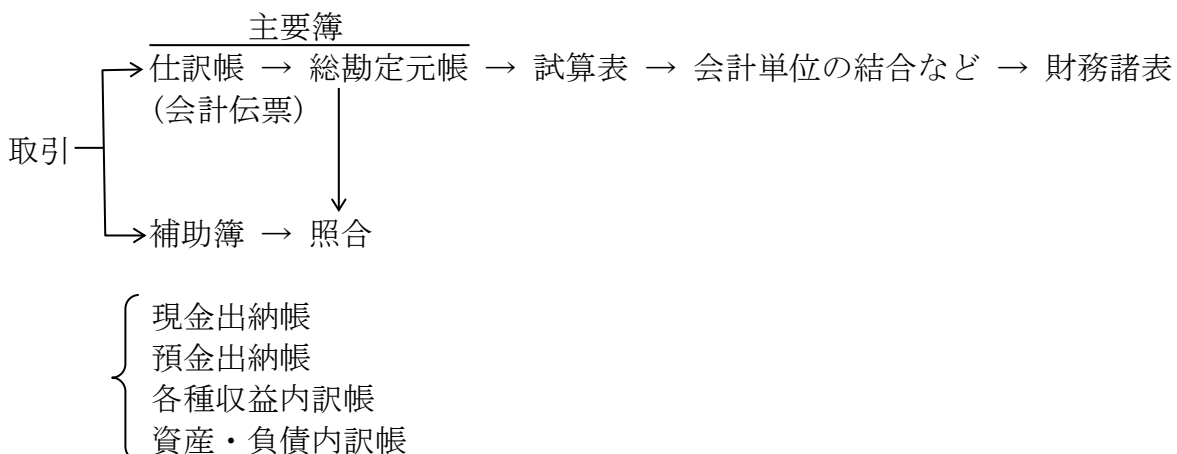 主要簿
仕訳帳 → 総勘定元帳 → 試算表 → 会計単位の結合など → 財務諸表
(会計伝票)
取引
補助簿 → 照合
現金出納帳
預金出納帳
各種収益内訳帳
資産・負債内訳帳